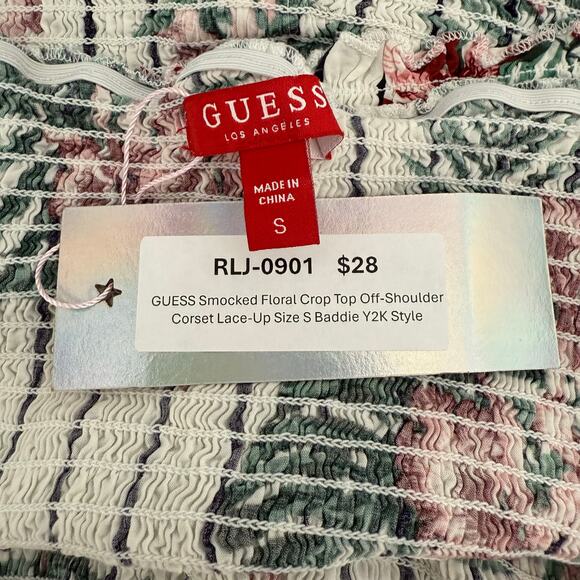 GUESS
LOS ANGELES
MADE IN
CHINA
S
RLJ-0901 $28
GUESS Smocked Floral Crop Top Off-Shoulder
Corset Lace-Up Size S Baddie Y2K Style